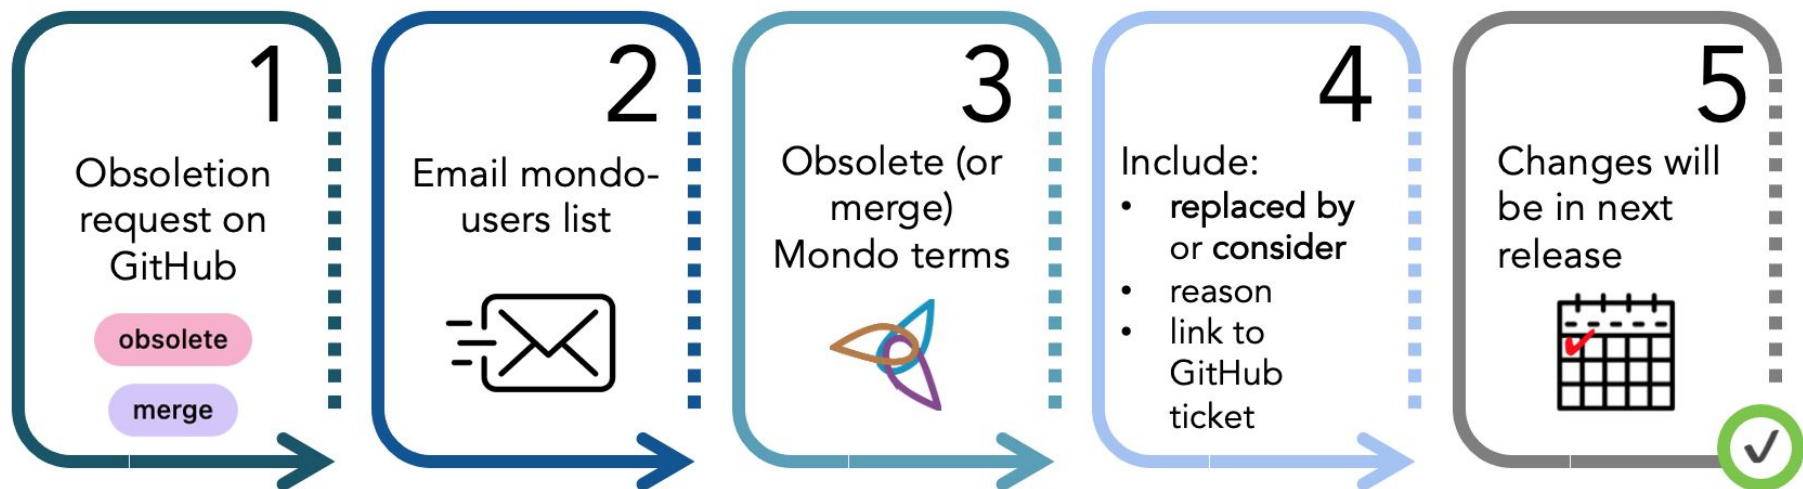 1
Obsoletion
request on
GitHub
obsolete
merge
2
Email mondo-
users list
3
Obsolete (or
merge)
Mondo terms
4
Include:
• replaced by
or consider
• reason
• link to
GitHub
ticket
5
Changes will
be in next
release